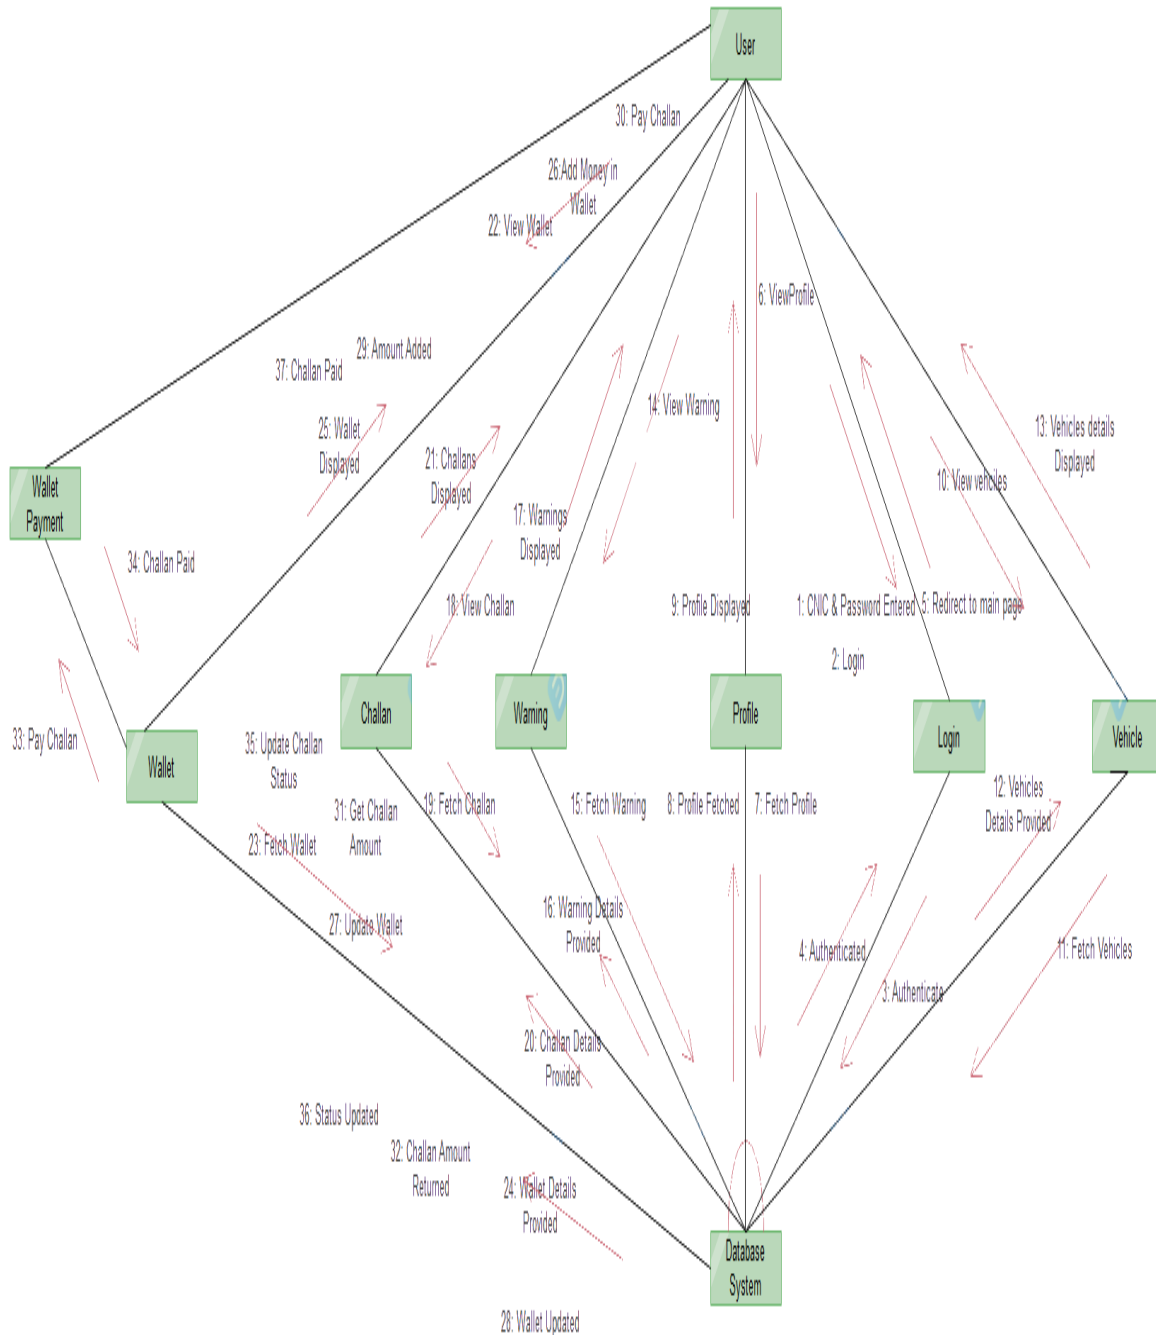 User
30: Pay Challan
26:Add Money in
Wallet
22: View Wallet
6: ViewProfile
29: Amount Added
37: Challan Paid
14: View Warning
25: Wallet
Displayed
13: Vehicles details
Displayed
21: Challans
Displayed
10: View vehciles
Wallet
Payment
17: Warnings
Displayed
34: Challan Paid
18: View Challan
9: Profile Displayed
1: CNIC & Password Entered
5: Redirect to main page
2: Login
Challan
Warning
Profile
Login
Vehicle
33: Pay Challan
Wallet
35: Update Challan
Status
12: Vehicles
Details Provided
31: Get Challan
Amount
19: Fetch Challan
15: Fetch Warning
8: Profile Fetched
7: Fetch Profile
23: Fetch Wallet
16: Warning Details
Provided
27: Update Wallet
4: Authenticated
11: Fetch Vehicles
3: Authenticate
20: Challan Details
Provided
36: Status Updated
32: Challan Amount
Returned
24: Wallet Details
Provided
Database
System
28: Wallet Updated